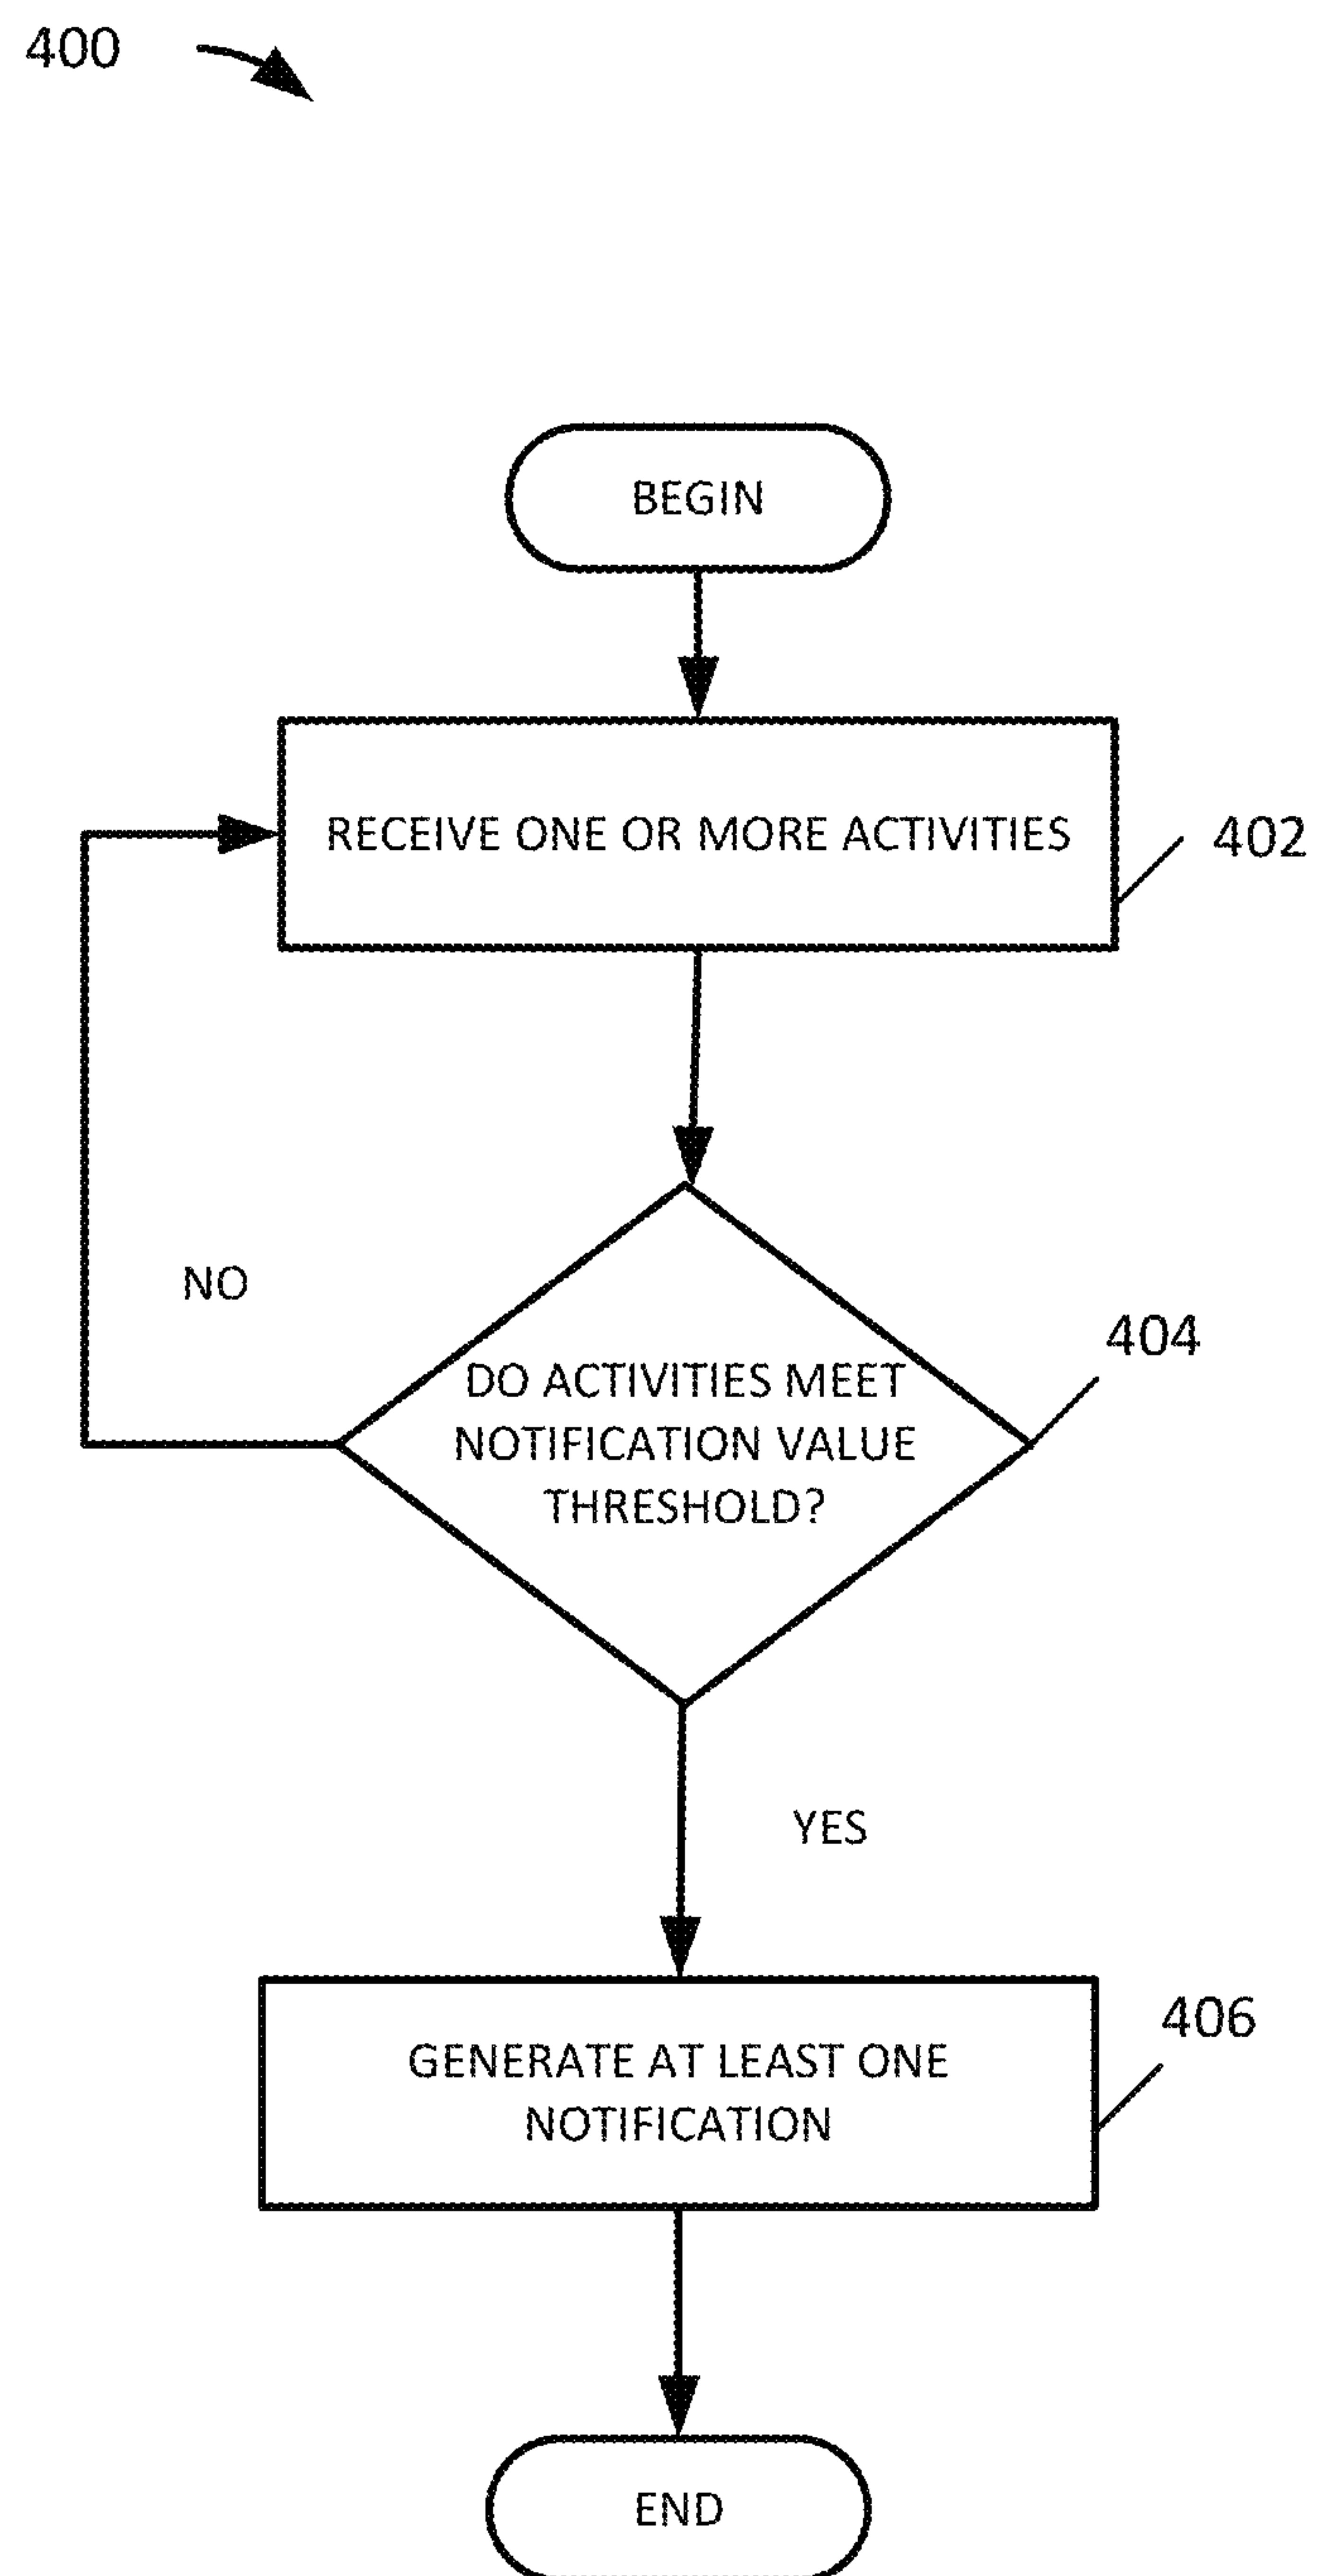 400
BEGIN
RECEIVE ONE OR MORE ACTIVITIES
402
NO
404
DO ACTIVITIES MEET
NOTIFICATION VALUE
THRESHOLD?
YES
406
GENERATE AT LEAST ONE
NOTIFICATION
END